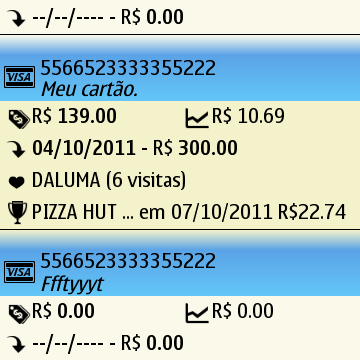 --/--/---- - R$ 0.00
VISA 5566523333355222
Meu cartão.
R$ 139.00 R$ 10.69
04/10/2011 - R$ 300.00
DALUMA (6 visitas)
PIZZA HUT ... em 07/10/2011 R$22.74
VISA 5566523333355222
Ffftyyyt
R$ 0.00 R$ 0.00
--/--/---- - R$ 0.00